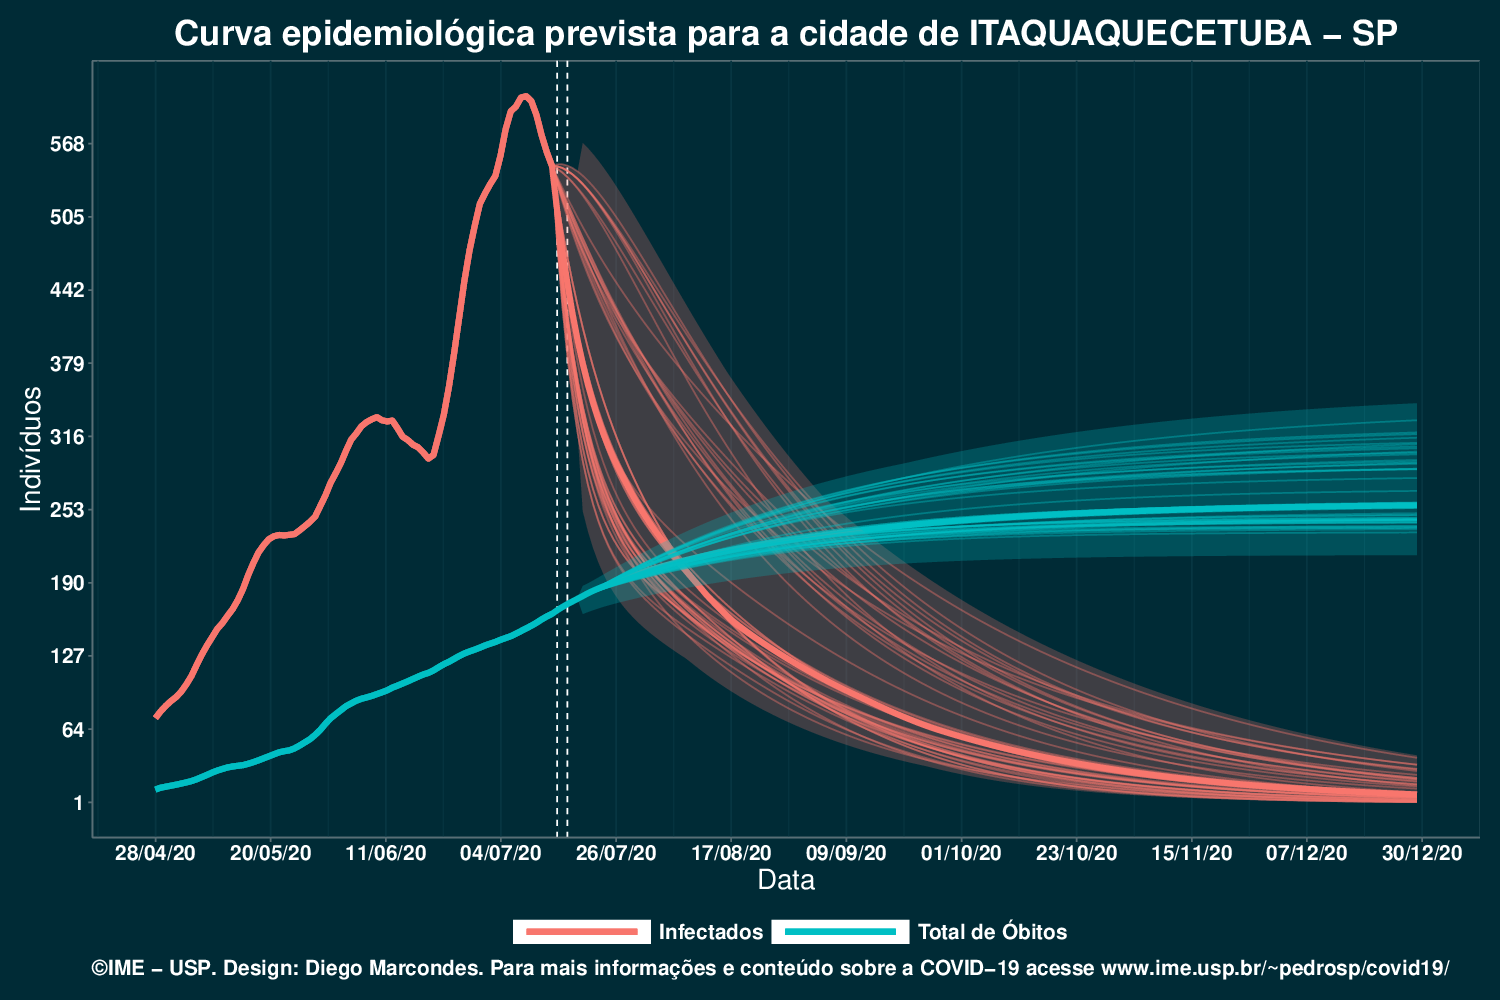 Curva epidemiológica prevista para a cidade de ITAQUAQUECETUBA – SP
Indivíduos
568
505
442
379
316
253
190
127
64
1
28/04/20 20/05/20 11/06/20 04/07/20 26/07/20 17/08/20 09/09/20 01/10/20 23/10/20 15/11/20 07/12/20 30/12/20
Data
Infectados Total de Óbitos
©IME – USP. Design: Diego Marcondes. Para mais informações e conteúdo sobre a COVID–19 acesse www.ime.usp.br/~pedrosp/covid19/